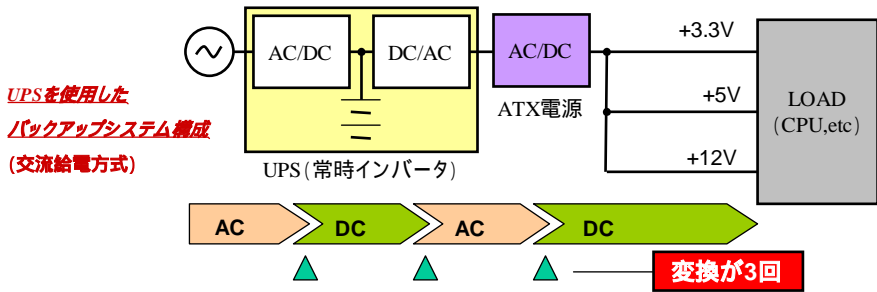 AC/DC
DC/AC
AC/DC
+3.3V
UPSを使用した
バックアップシステム構成
(交流給電方式)
ATX電源
+5V
LOAD
(CPU,etc)
+12V
UPS(常時インバータ)
AC
DC
AC
DC
変換が3回